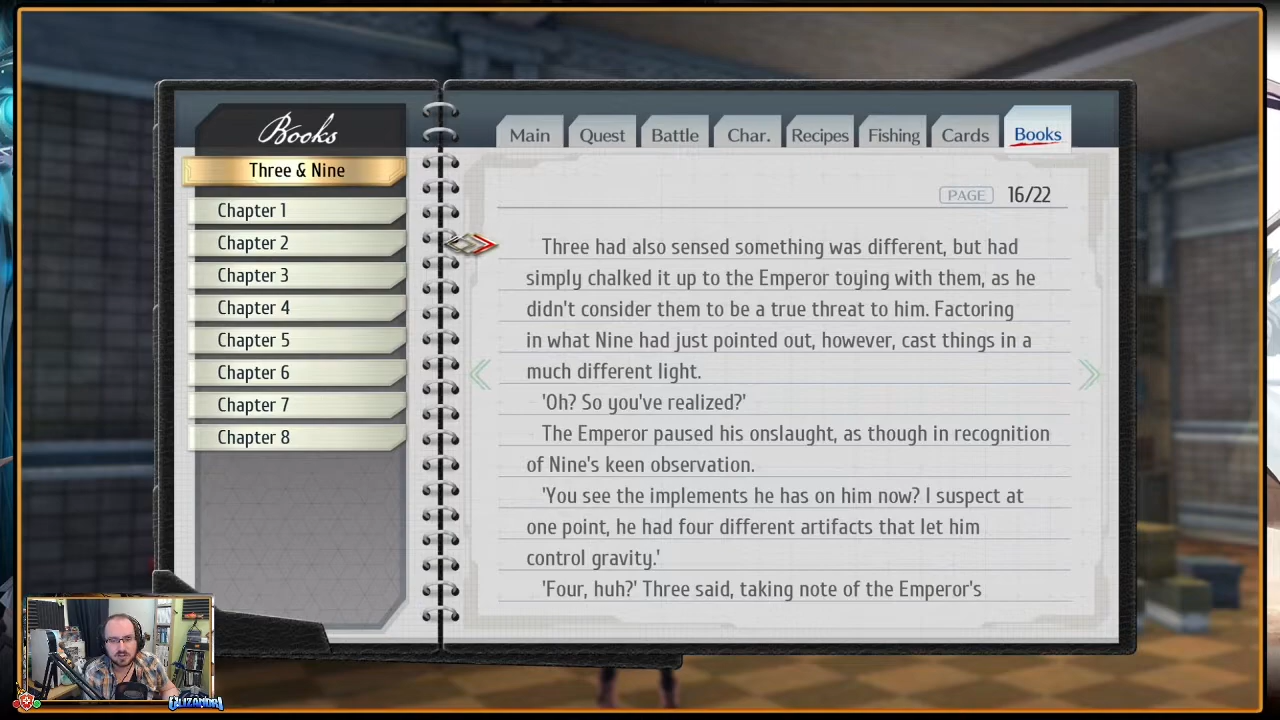 Books
Three & Nine
Chapter 1
Chapter 2
Chapter 3
Chapter 4
Chapter 5
Chapter 6
Chapter 7
Chapter 8
Main
Quest
Battle
Char.
Recipes
Fishing
Cards
Books
PAGE 16/22
Three had also sensed something was different, but had
simply chalked it up to the Emperor toying with them, as he
didn't consider them to be a true threat to him. Factoring
in what Nine had just pointed out, however, cast things in a
much different light.
'Oh? So you've realized?'
The Emperor paused his onslaught, as though in recognition
of Nine's keen observation.
'You see the implements he has on him now? I suspect at
one point, he had four different artifacts that let him
control gravity.'
'Four, huh?' Three said, taking note of the Emperor's